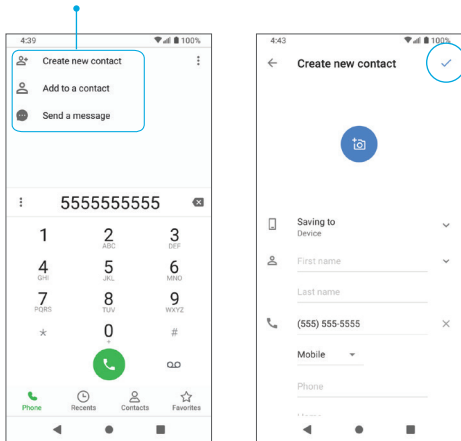 4:39
100%
Create new contact
Add to a contact
Send a message
5555555555
1
2
ABC
3
DEF
4
GHI
5
JKL
6
MNO
7
PQRS
8
TUV
9
WXYZ
*
0
+
#
Phone
Recents
Contacts
Favorites
4:43
100%
Create new contact
Saving to
Device
First name
Last name
(555) 555-5555
Mobile
Phone
Home